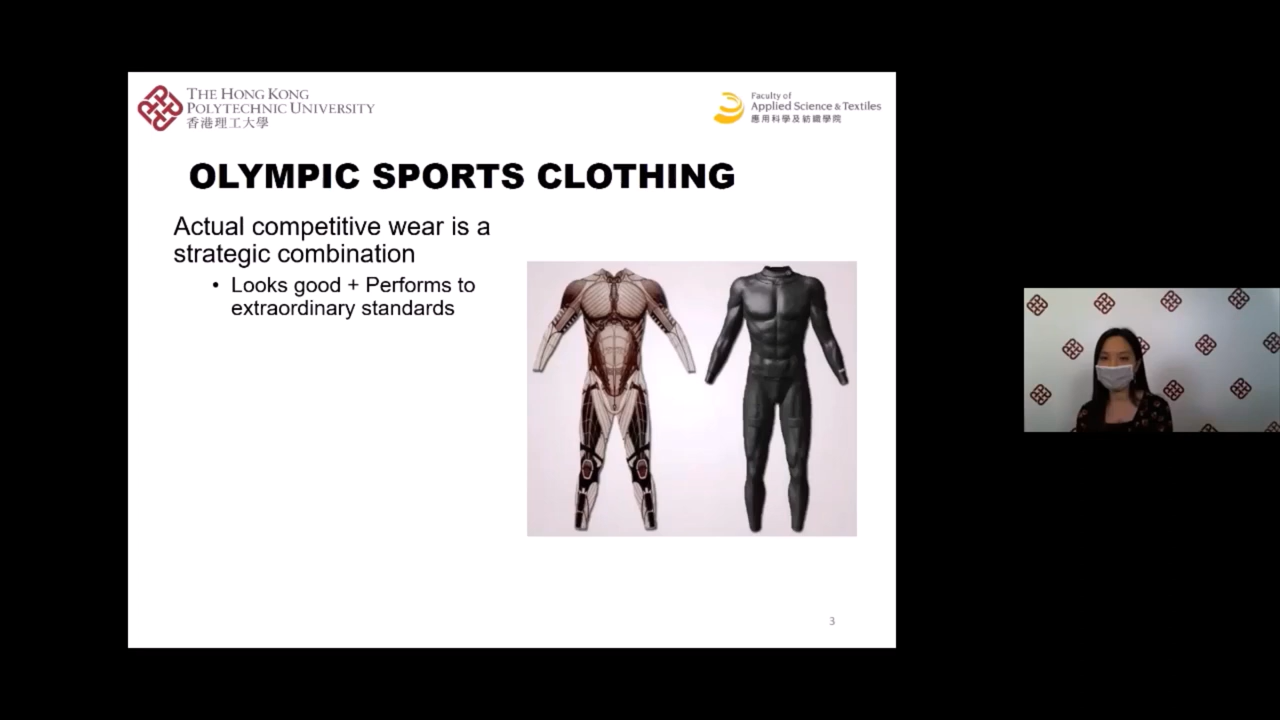 THE HONG KONG
POLYTECHNIC UNIVERSITY
香港理工大學
Faculty of
Applied Science & Textiles
應用科學及紡織學院
OLYMPIC SPORTS CLOTHING
Actual competitive wear is a
strategic combination
• Looks good + Performs to
extraordinary standards
3